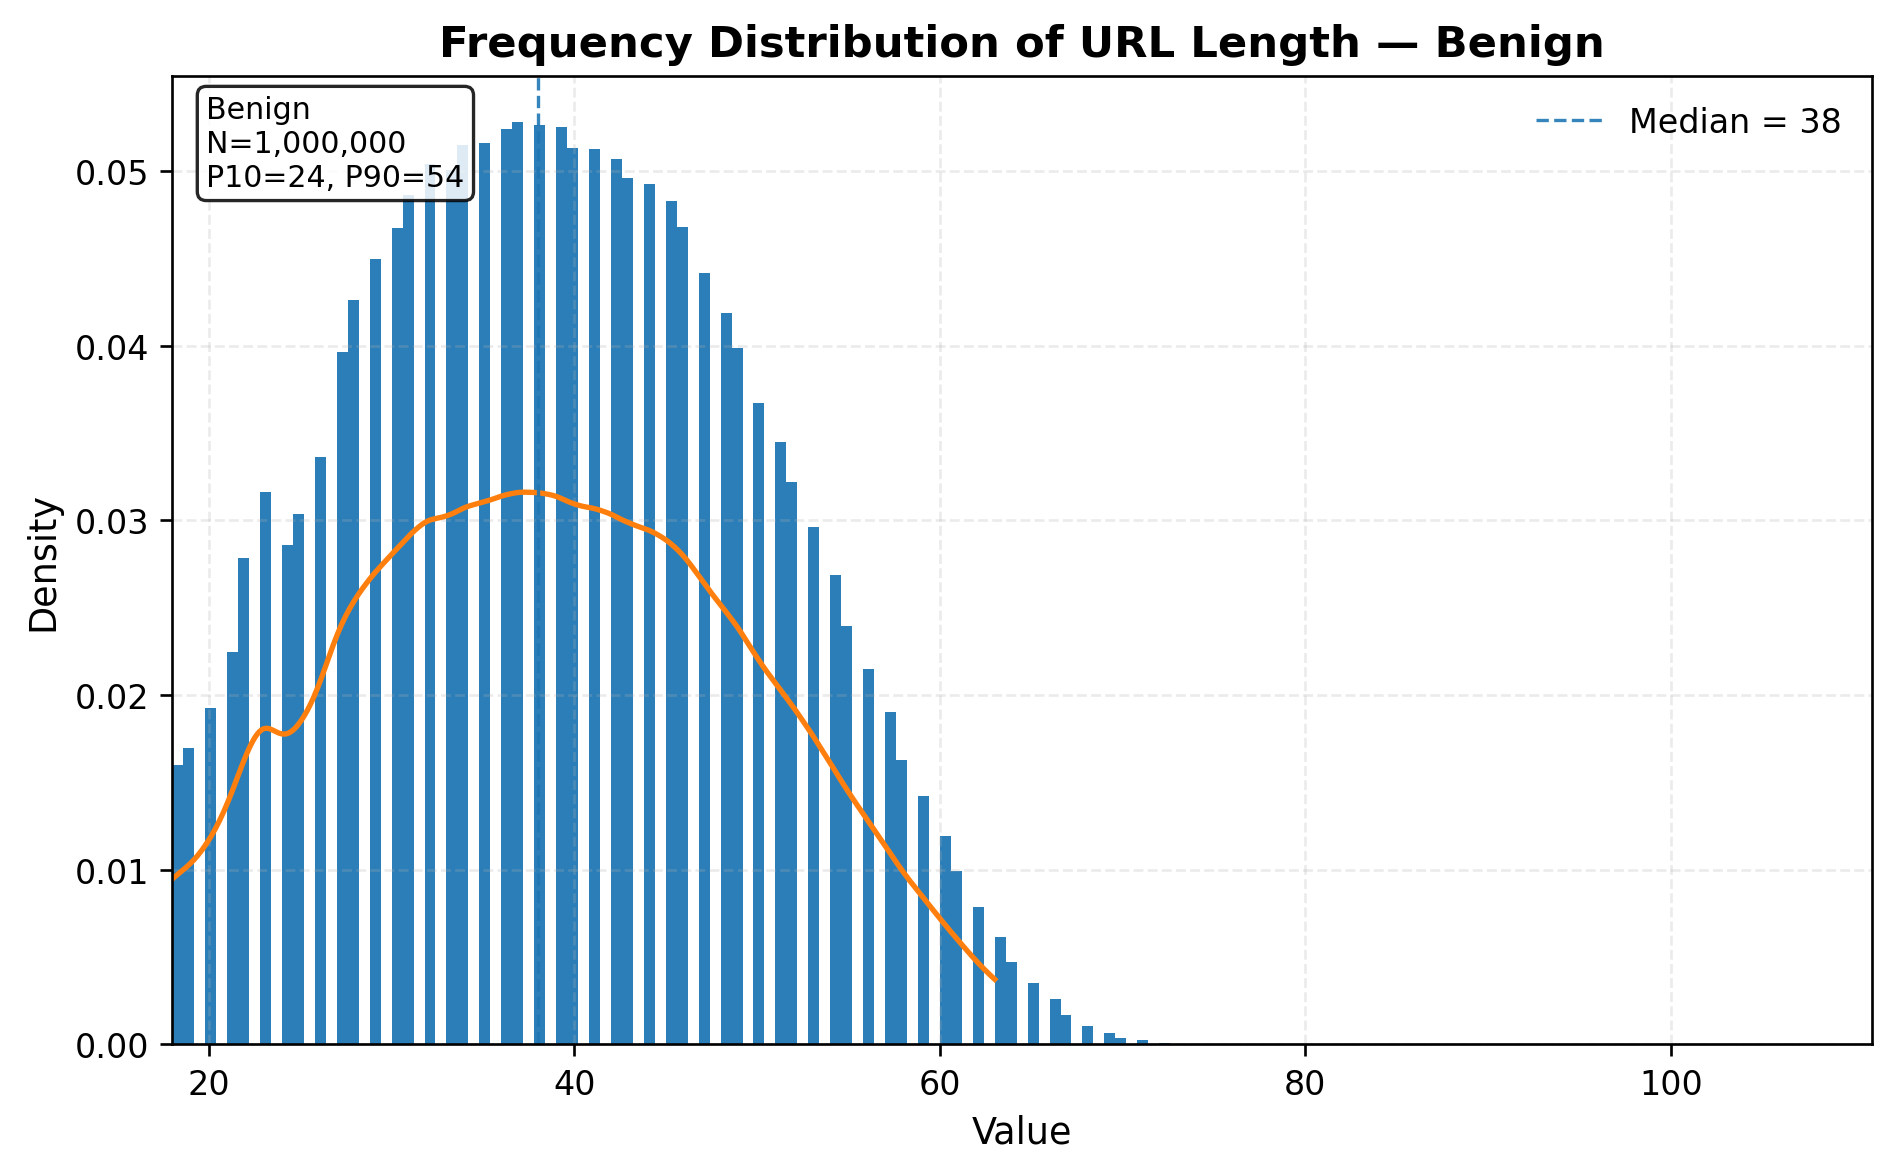 Frequency Distribution of URL Length — Benign
Benign
N=1,000,000
P10=24, P90=54
Median = 38
0.05
0.04
0.03
0.02
0.01
0.00
Density
20 40 60 80 100
Value